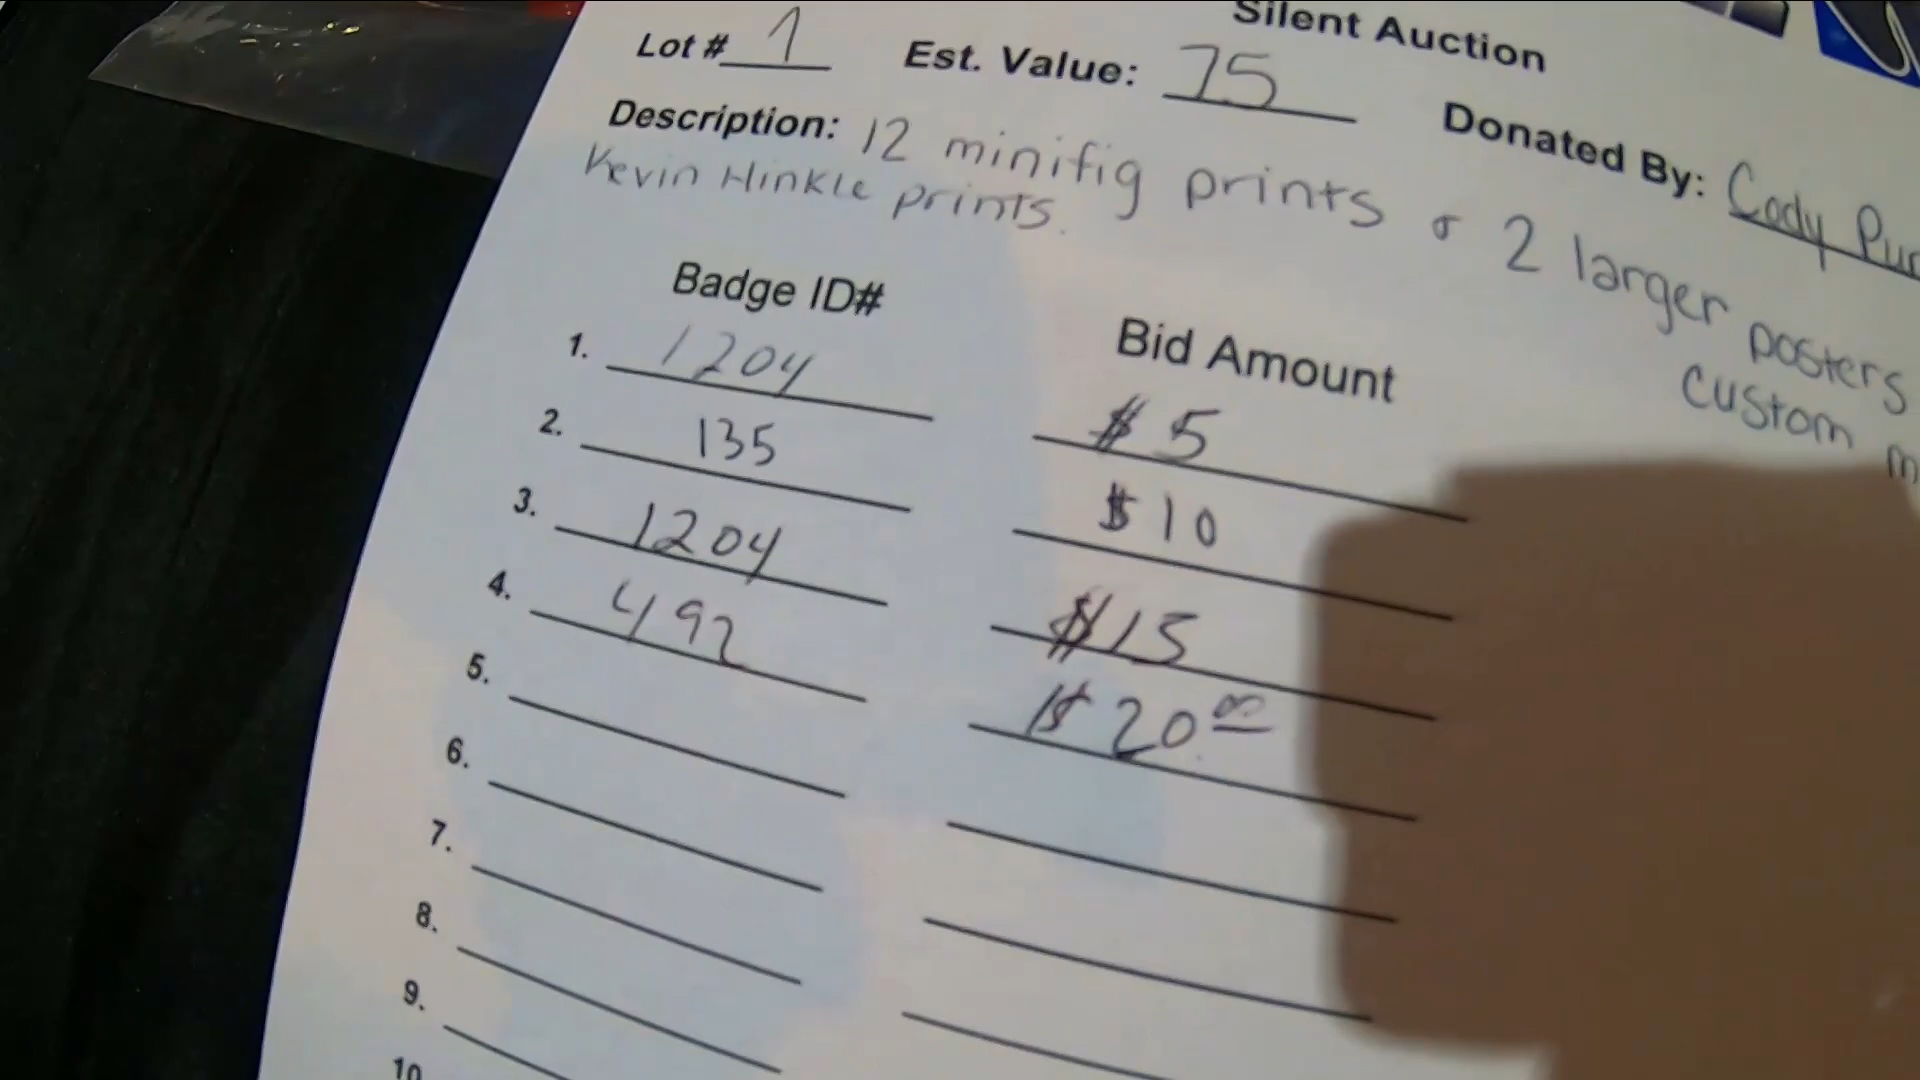 Silent Auction
Lot # 1 Est. Value: 75 Donated By: Cody
Description: 12 minifig prints & 2 larger posters
Kevin Hinkle prints. custom
Badge ID# Bid Amount
1. 1204 $ 5
2. 135 $ 10
3. 1204 $15
4. 492 $ 20 00
5.
6.
7.
8.
9.
10